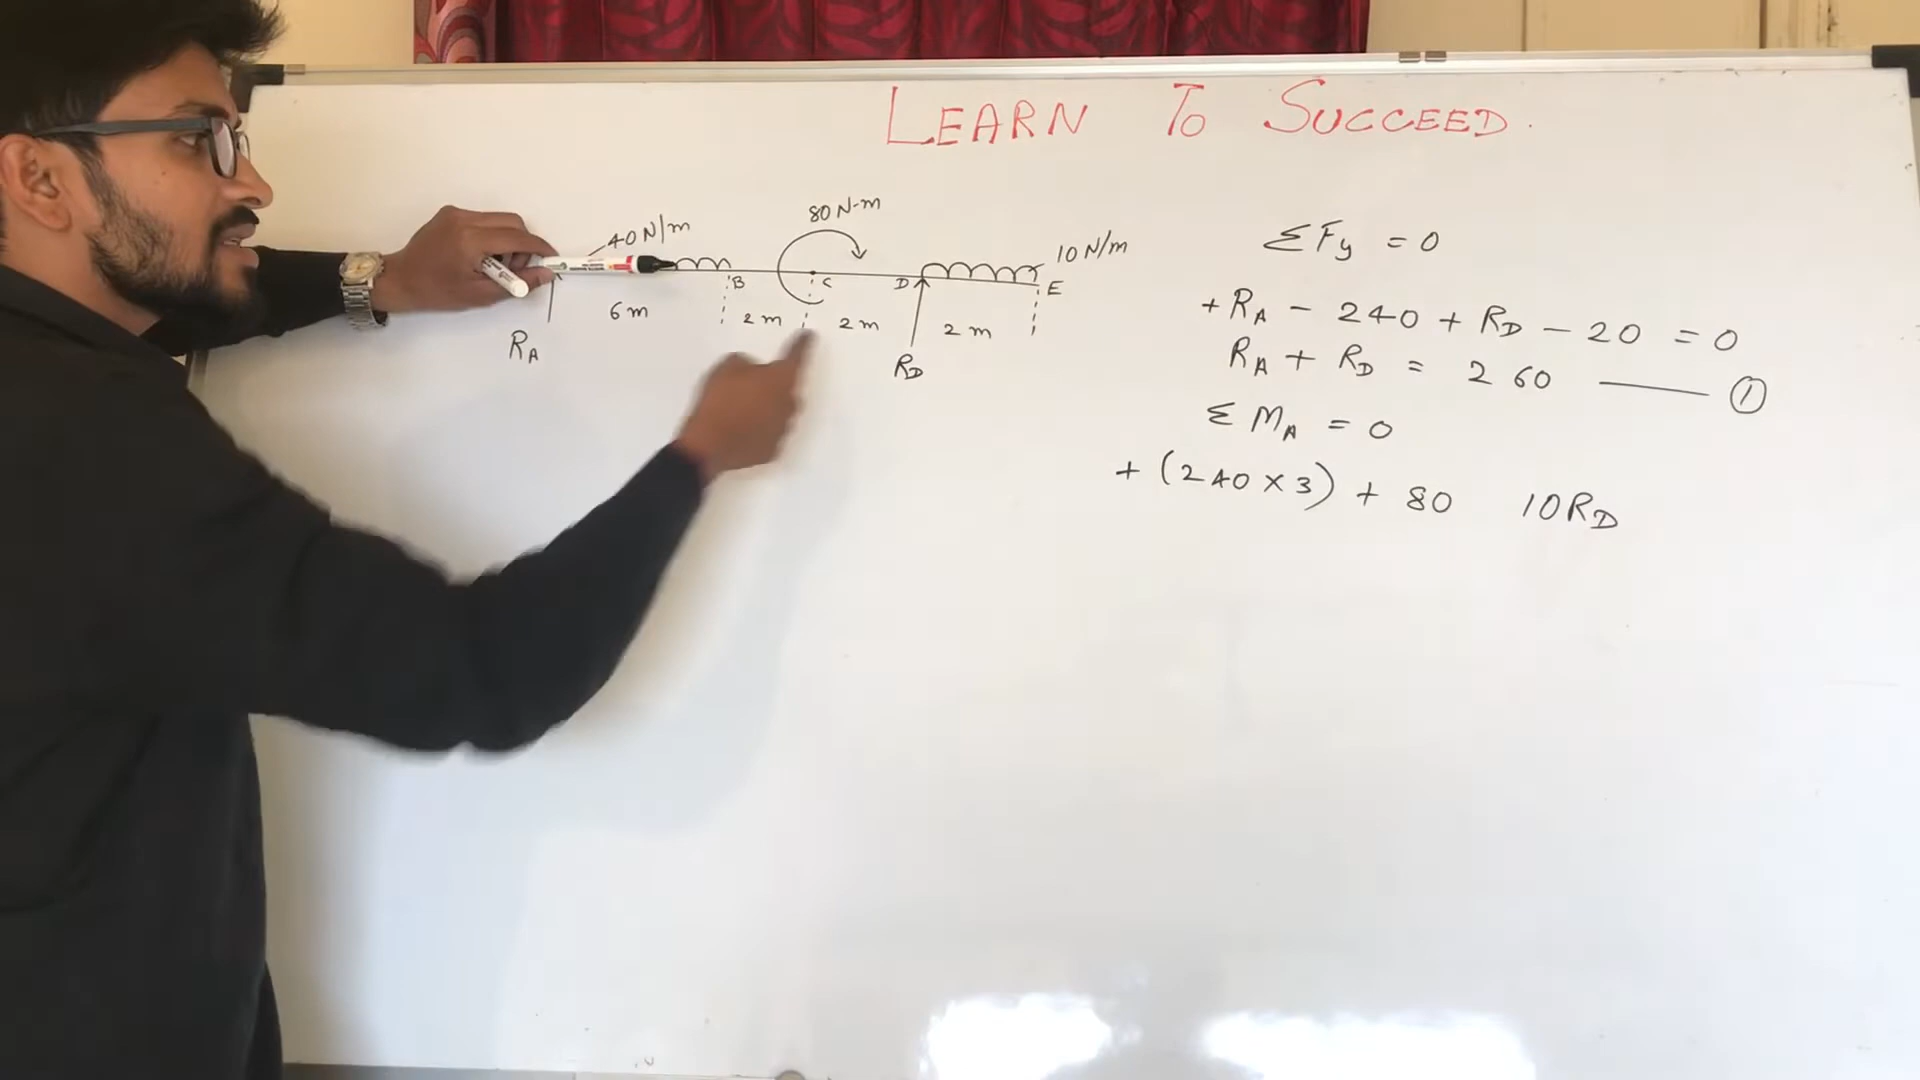 LEARN TO SUCCEED.
40 N/m
80 N-m
10 N/m
B
C
D
E
6 m
2 m
2 m
2 m
RA
RD
ΣFy = 0
+ RA - 240 + RD - 20 = 0
RA + RD = 260 —— ①
ΣMA = 0
+ (240 × 3) + 80 10RD